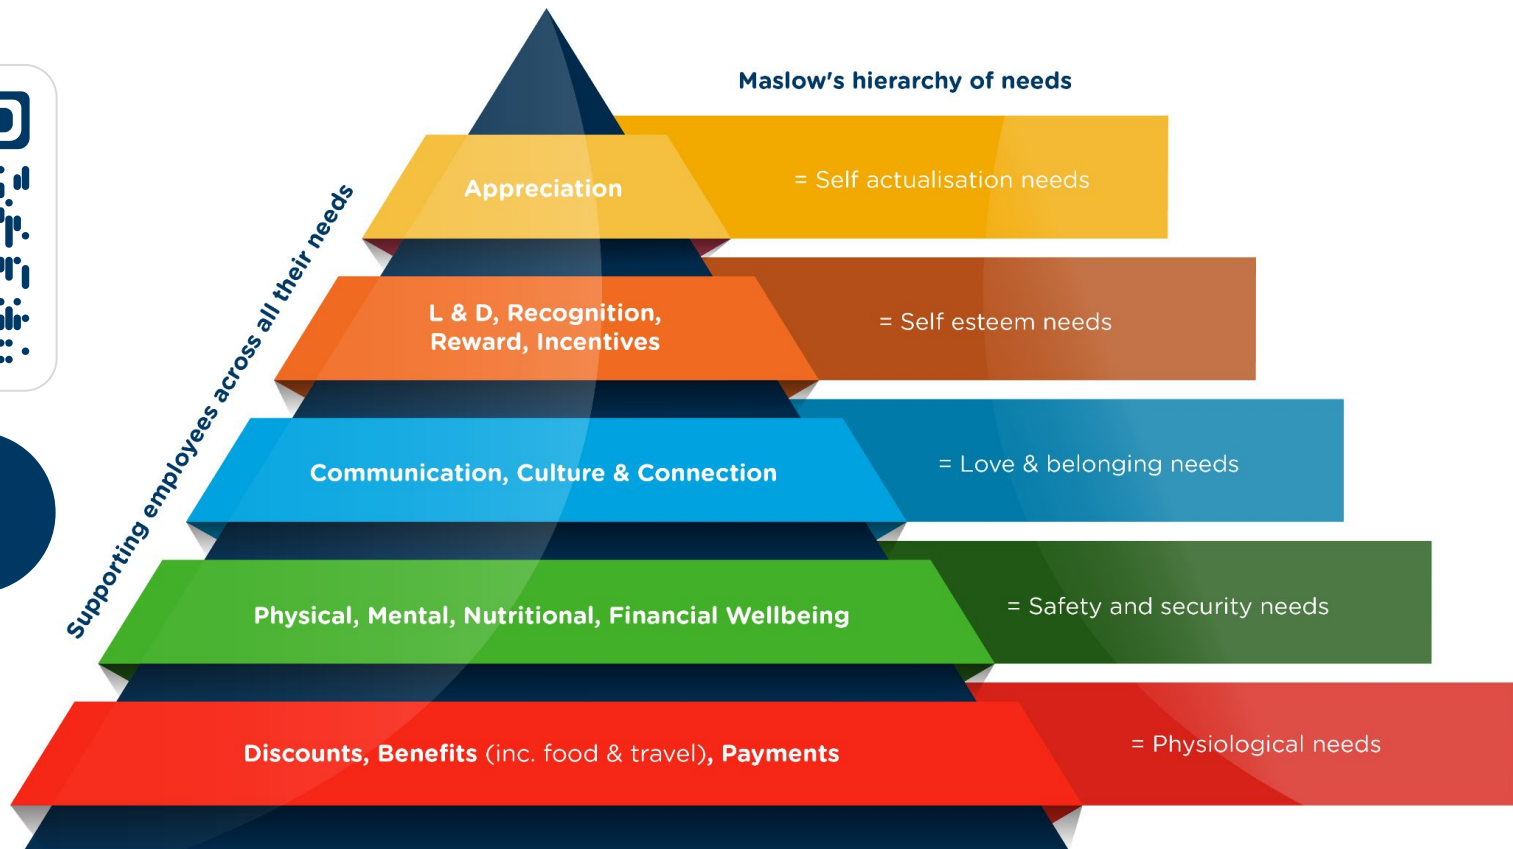 Maslow's hierarchy of needs
Supporting employees across all their needs
Appreciation
= Self actualisation needs
L & D, Recognition,
Reward, Incentives
= Self esteem needs
Communication, Culture & Connection
= Love & belonging needs
Physical, Mental, Nutritional, Financial Wellbeing
= Safety and security needs
Discounts, Benefits (inc. food & travel), Payments
= Physiological needs